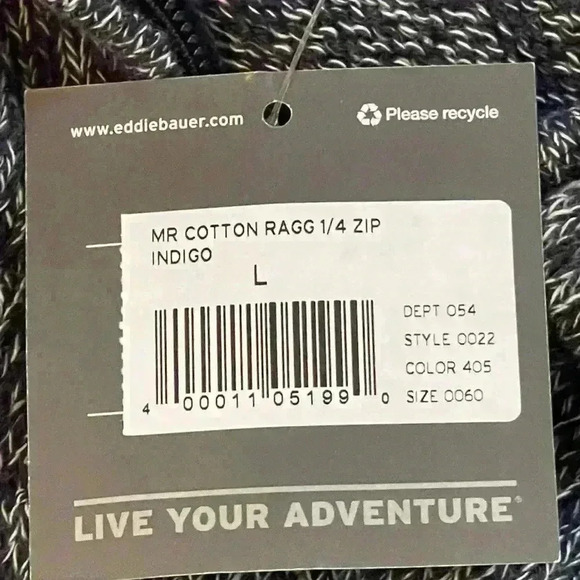 www.eddiebauer.com
Please recycle
MR COTTON RAGG 1/4 ZIP
INDIGO
L
DEPT 054
STYLE 0022
COLOR 405
SIZE 0060
4 00011 05199 0
LIVE YOUR ADVENTURE®